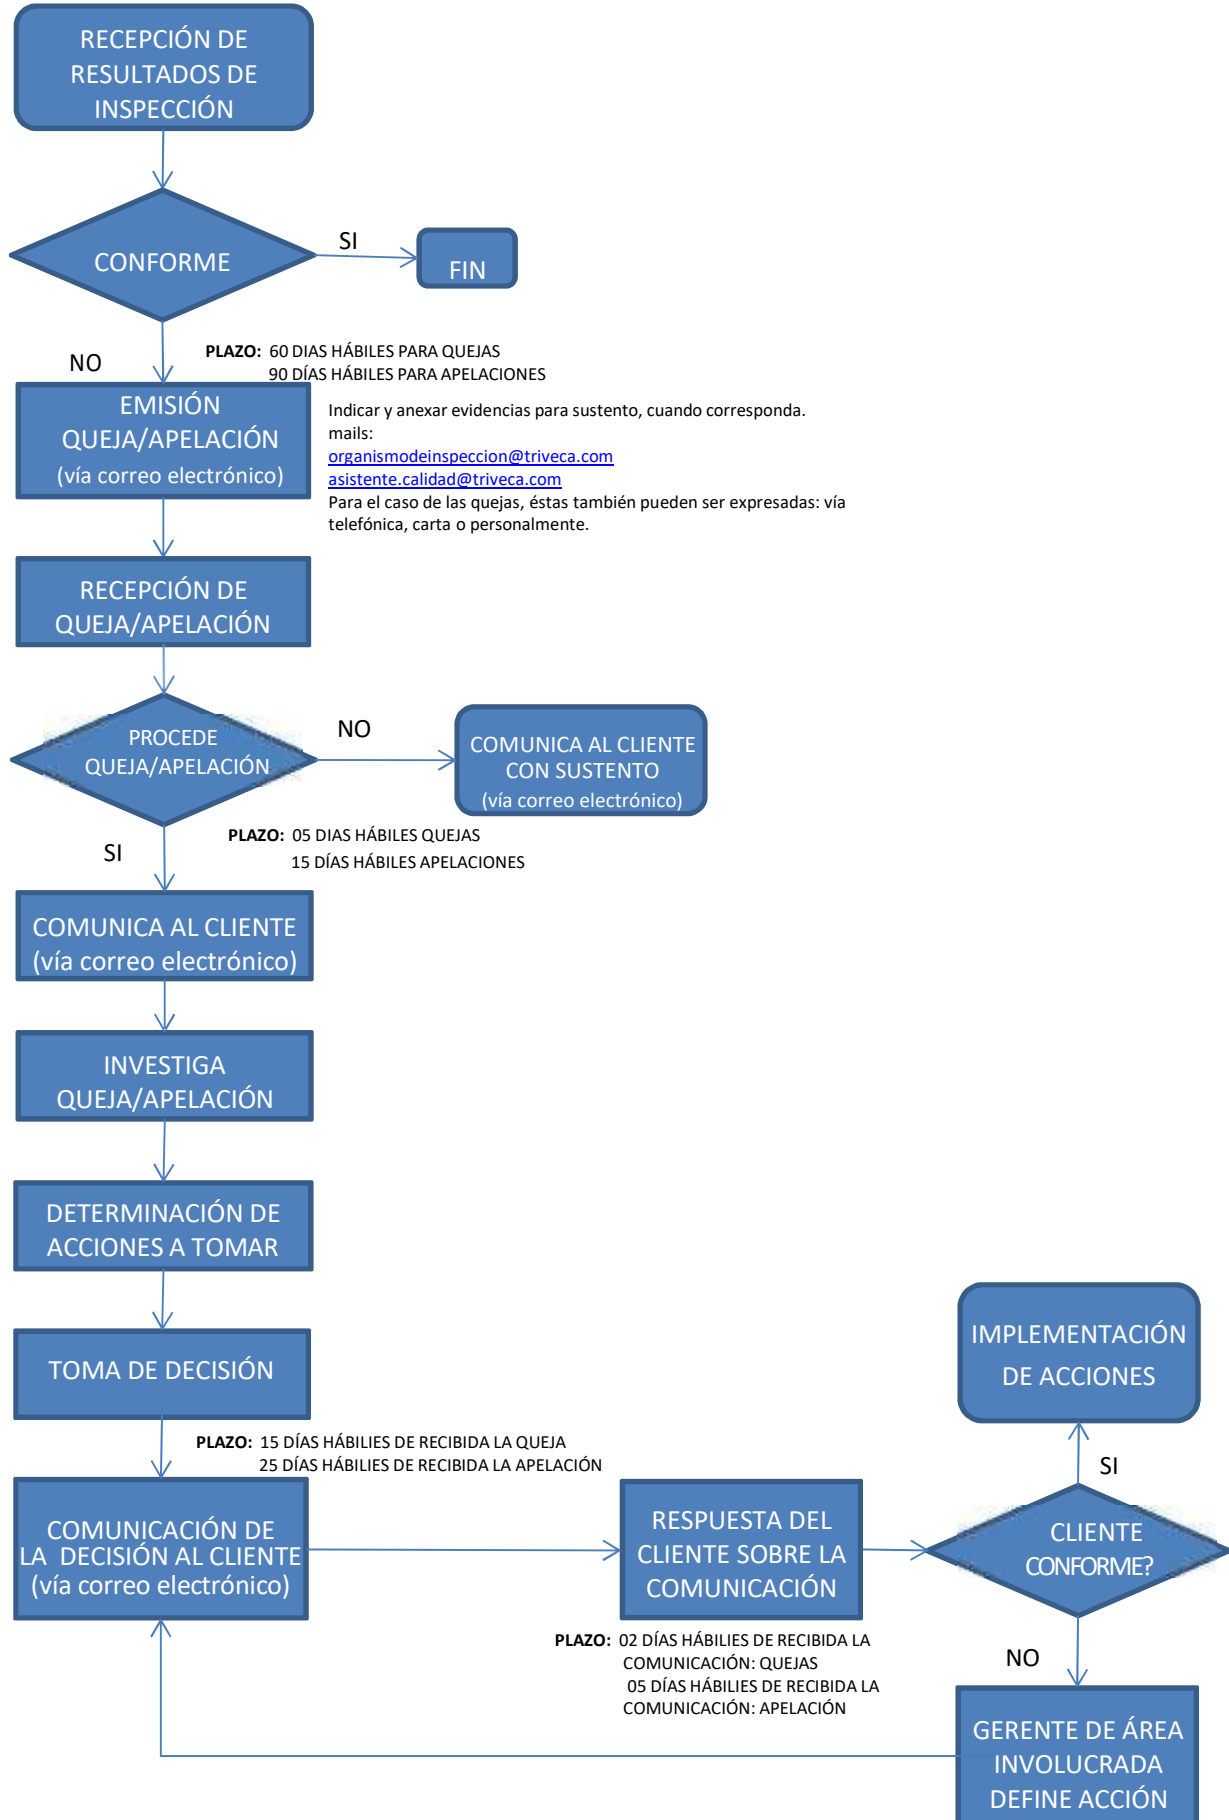 RECEPCIÓN DE
RESULTADOS DE
INSPECCIÓN
CONFORME
SI
FIN
NO
PLAZO: 60 DIAS HÁBILES PARA QUEJAS
90 DÍAS HÁBILES PARA APELACIONES
EMISIÓN
QUEJA/APELACIÓN
(vía correo electrónico)
Indicar y anexar evidencias para sustento, cuando corresponda.
mails:
organismodeinspeccion@triveca.com
asistente.calidad@triveca.com
Para el caso de las quejas, éstas también pueden ser expresadas: vía
telefónica, carta o personalmente.
RECEPCIÓN DE
QUEJA/APELACIÓN
PROCEDE
QUEJA/APELACIÓN
NO
COMUNICA AL CLIENTE
CON SUSTENTO
(vía correo electrónico)
PLAZO: 05 DIAS HÁBILES QUEJAS
15 DÍAS HÁBILES APELACIONES
SI
COMUNICA AL CLIENTE
(vía correo electrónico)
INVESTIGA
QUEJA/APELACIÓN
DETERMINACIÓN DE
ACCIONES A TOMAR
TOMA DE DECISIÓN
PLAZO: 15 DÍAS HÁBILIES DE RECIBIDA LA QUEJA
25 DÍAS HÁBILIES DE RECIBIDA LA APELACIÓN
COMUNICACIÓN DE
LA DECISIÓN AL CLIENTE
(vía correo electrónico)
RESPUESTA DEL
CLIENTE SOBRE LA
COMUNICACIÓN
PLAZO: 02 DÍAS HÁBILIES DE RECIBIDA LA
COMUNICACIÓN: QUEJAS
05 DÍAS HÁBILIES DE RECIBIDA LA
COMUNICACIÓN: APELACIÓN
IMPLEMENTACIÓN
DE ACCIONES
SI
CLIENTE
CONFORME?
NO
GERENTE DE ÁREA
INVOLUCRADA
DEFINE ACCIÓN